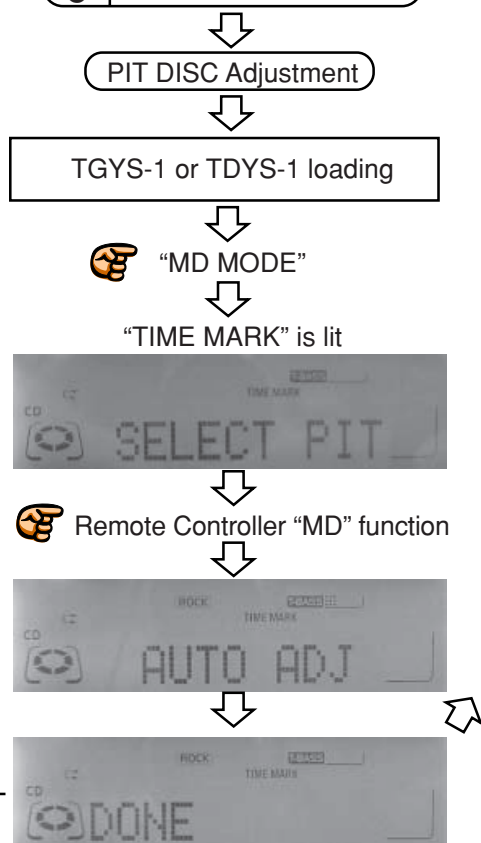 PIT DISC Adjustment
TGYS-1 or TDYS-1 loading
“MD MODE”
“TIME MARK” is lit
TIME MARK
CD
SELECT PIT
Remote Controller “MD” function
ROCK
TIME MARK
CD
AUTO ADJ
ROCK
TIME MARK
CD
DONE